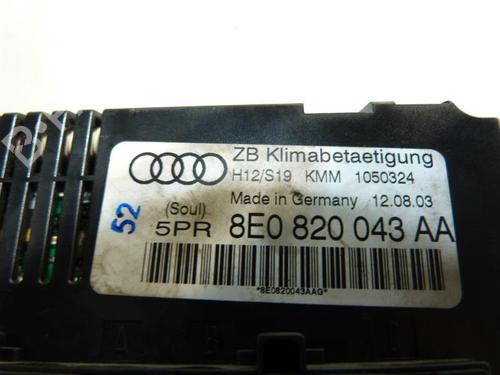 ZB Klimabetaetigung
H12/S19 KMM 1050324
Made in Germany 12.08.03
52
(Soul)
5PR 8E0 820 043 AA
*8E0820043AAG*
A B